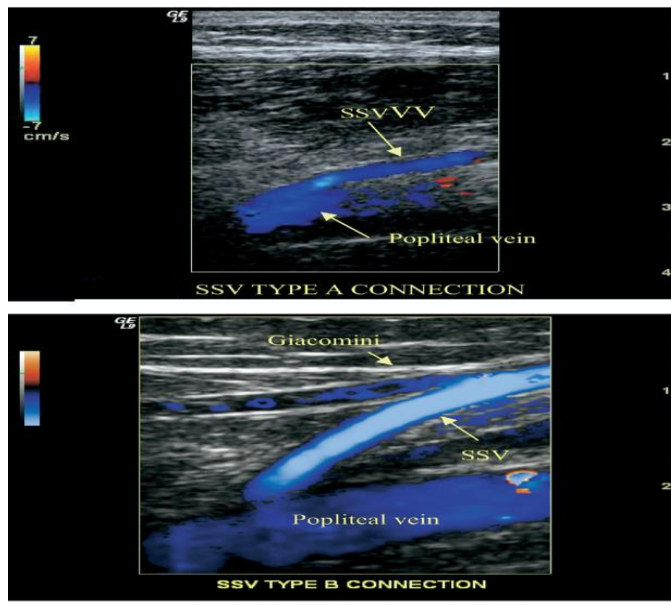 GE
L9
7
-7
cm/s
1
SSVVV
2
3
Popliteal vein
4
SSV TYPE A CONNECTION
GE
L9
Giacomini
1
SSV
2
Popliteal vein
SSV TYPE B CONNECTION